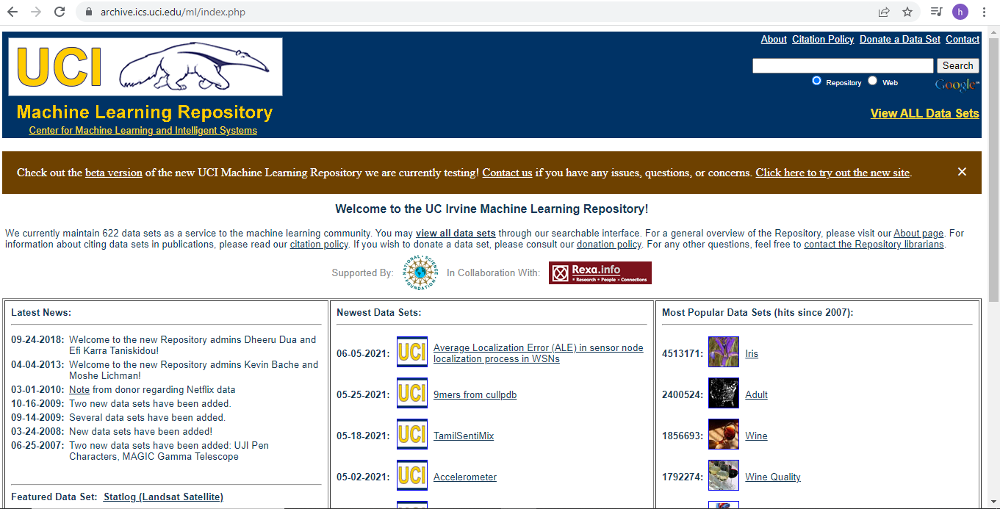 archive.ics.uci.edu/ml/index.php
h
UCI
About Citation Policy Donate a Data Set Contact
Search
Repository Web Google™
Machine Learning Repository
View ALL Data Sets
Center for Machine Learning and Intelligent Systems
Check out the beta version of the new UCI Machine Learning Repository we are currently testing! Contact us if you have any issues, questions, or concerns. Click here to try out the new site.
Welcome to the UC Irvine Machine Learning Repository!
We currently maintain 622 data sets as a service to the machine learning community. You may view all data sets through our searchable interface. For a general overview of the Repository, please visit our About page. For
information about citing data sets in publications, please read our citation policy. If you wish to donate a data set, please consult our donation policy. For any other questions, feel free to contact the Repository librarians.
Supported By: NATIONAL SCIENCE FOUNDATION In Collaboration With: Rexa.info
Research • People • Connections
Latest News:
09-24-2018: Welcome to the new Repository admins Dheeru Dua and
Efi Karra Taniskidou!
04-04-2013: Welcome to the new Repository admins Kevin Bache and
Moshe Lichman!
03-01-2010: Note from donor regarding Netflix data
10-16-2009: Two new data sets have been added.
09-14-2009: Several data sets have been added.
03-24-2008: New data sets have been added!
06-25-2007: Two new data sets have been added: UJI Pen
Characters, MAGIC Gamma Telescope
Featured Data Set: Statlog (Landsat Satellite)
Newest Data Sets:
06-05-2021: UCI Average Localization Error (ALE) in sensor node
localization process in WSNs
05-25-2021: UCI 9mers from cullpdb
05-18-2021: UCI TamilSentiMix
05-02-2021: UCI Accelerometer
Most Popular Data Sets (hits since 2007):
4513171: Iris
2400524: Adult
1856693: Wine
1792274: Wine Quality